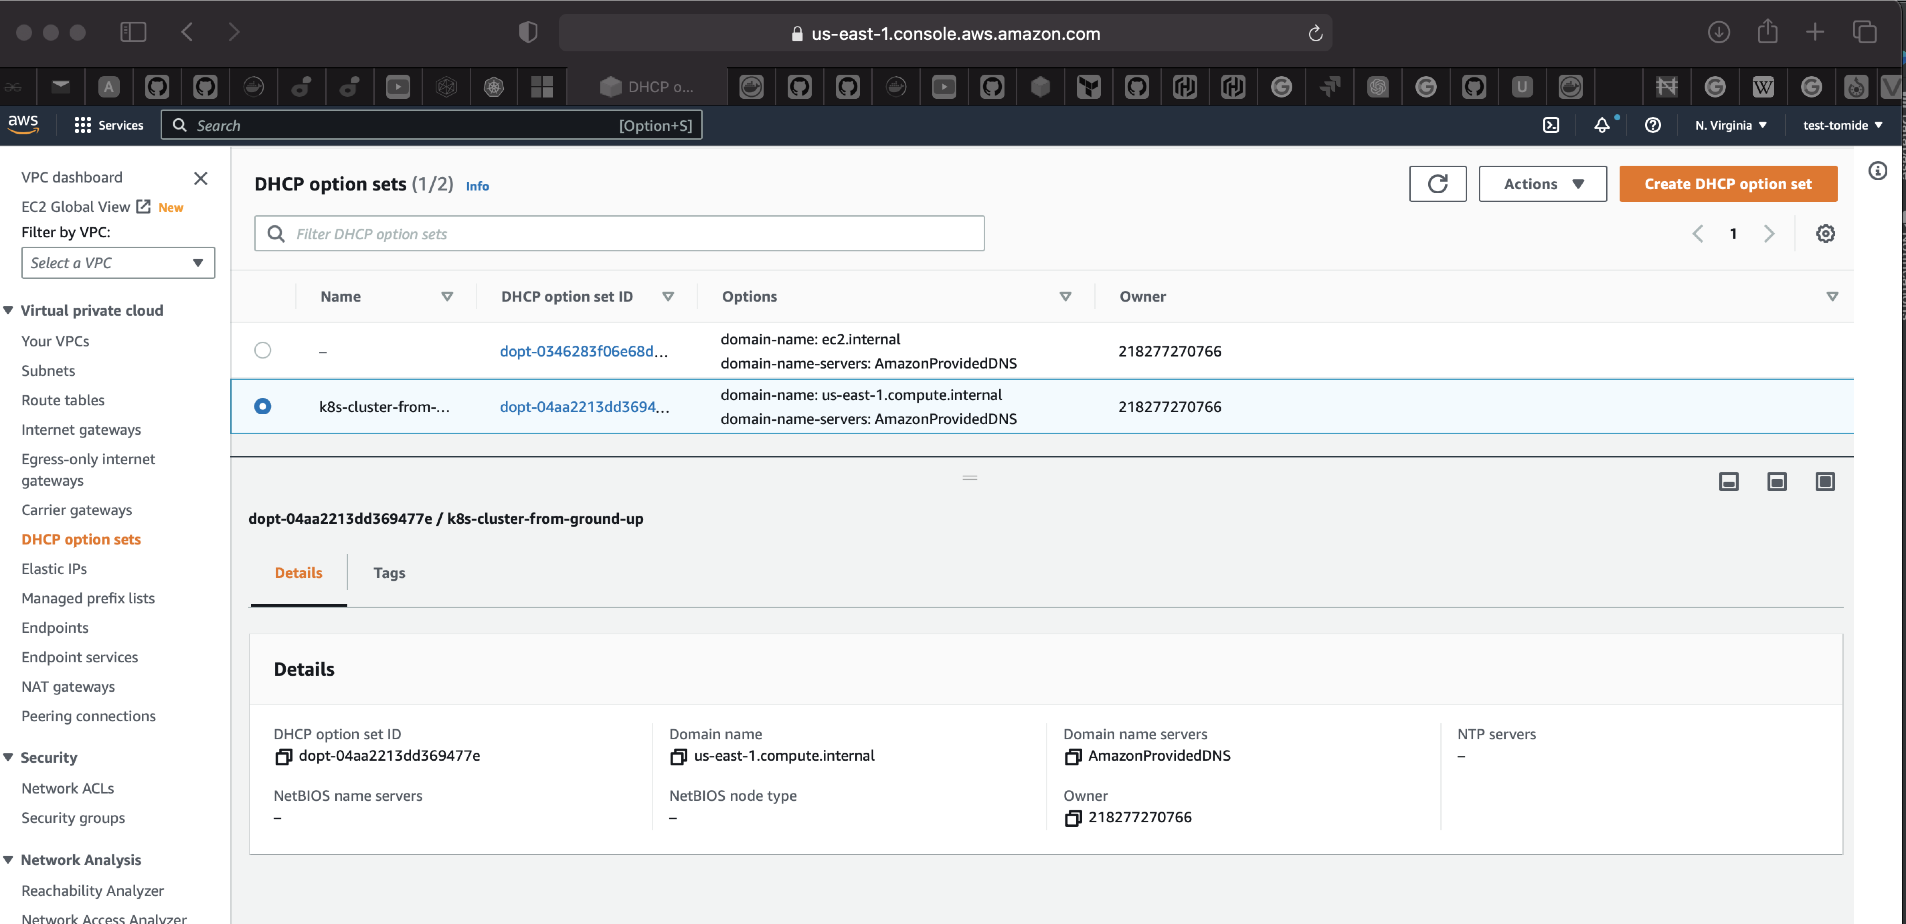 us-east-1.console.aws.amazon.com
DHCP o...
aws
Services
Search
[Option+S]
N. Virginia
test-tomide
VPC dashboard
EC2 Global View
New
Filter by VPC:
Select a VPC
Virtual private cloud
Your VPCs
Subnets
Route tables
Internet gateways
Egress-only internet
gateways
Carrier gateways
DHCP option sets
Elastic IPs
Managed prefix lists
Endpoints
Endpoint services
NAT gateways
Peering connections
Security
Network ACLs
Security groups
Network Analysis
Reachability Analyzer
Network Access Analyzer
DHCP option sets (1/2) Info
Actions
Create DHCP option set
Filter DHCP option sets
1
Name
DHCP option set ID
Options
Owner
–
dopt-0346283f06e68d...
domain-name: ec2.internal
domain-name-servers: AmazonProvidedDNS
218277270766
k8s-cluster-from-...
dopt-04aa2213dd3694...
domain-name: us-east-1.compute.internal
domain-name-servers: AmazonProvidedDNS
218277270766
dopt-04aa2213dd369477e / k8s-cluster-from-ground-up
Details
Tags
Details
DHCP option set ID
dopt-04aa2213dd369477e
Domain name
us-east-1.compute.internal
Domain name servers
AmazonProvidedDNS
NTP servers
–
NetBIOS name servers
–
NetBIOS node type
–
Owner
218277270766